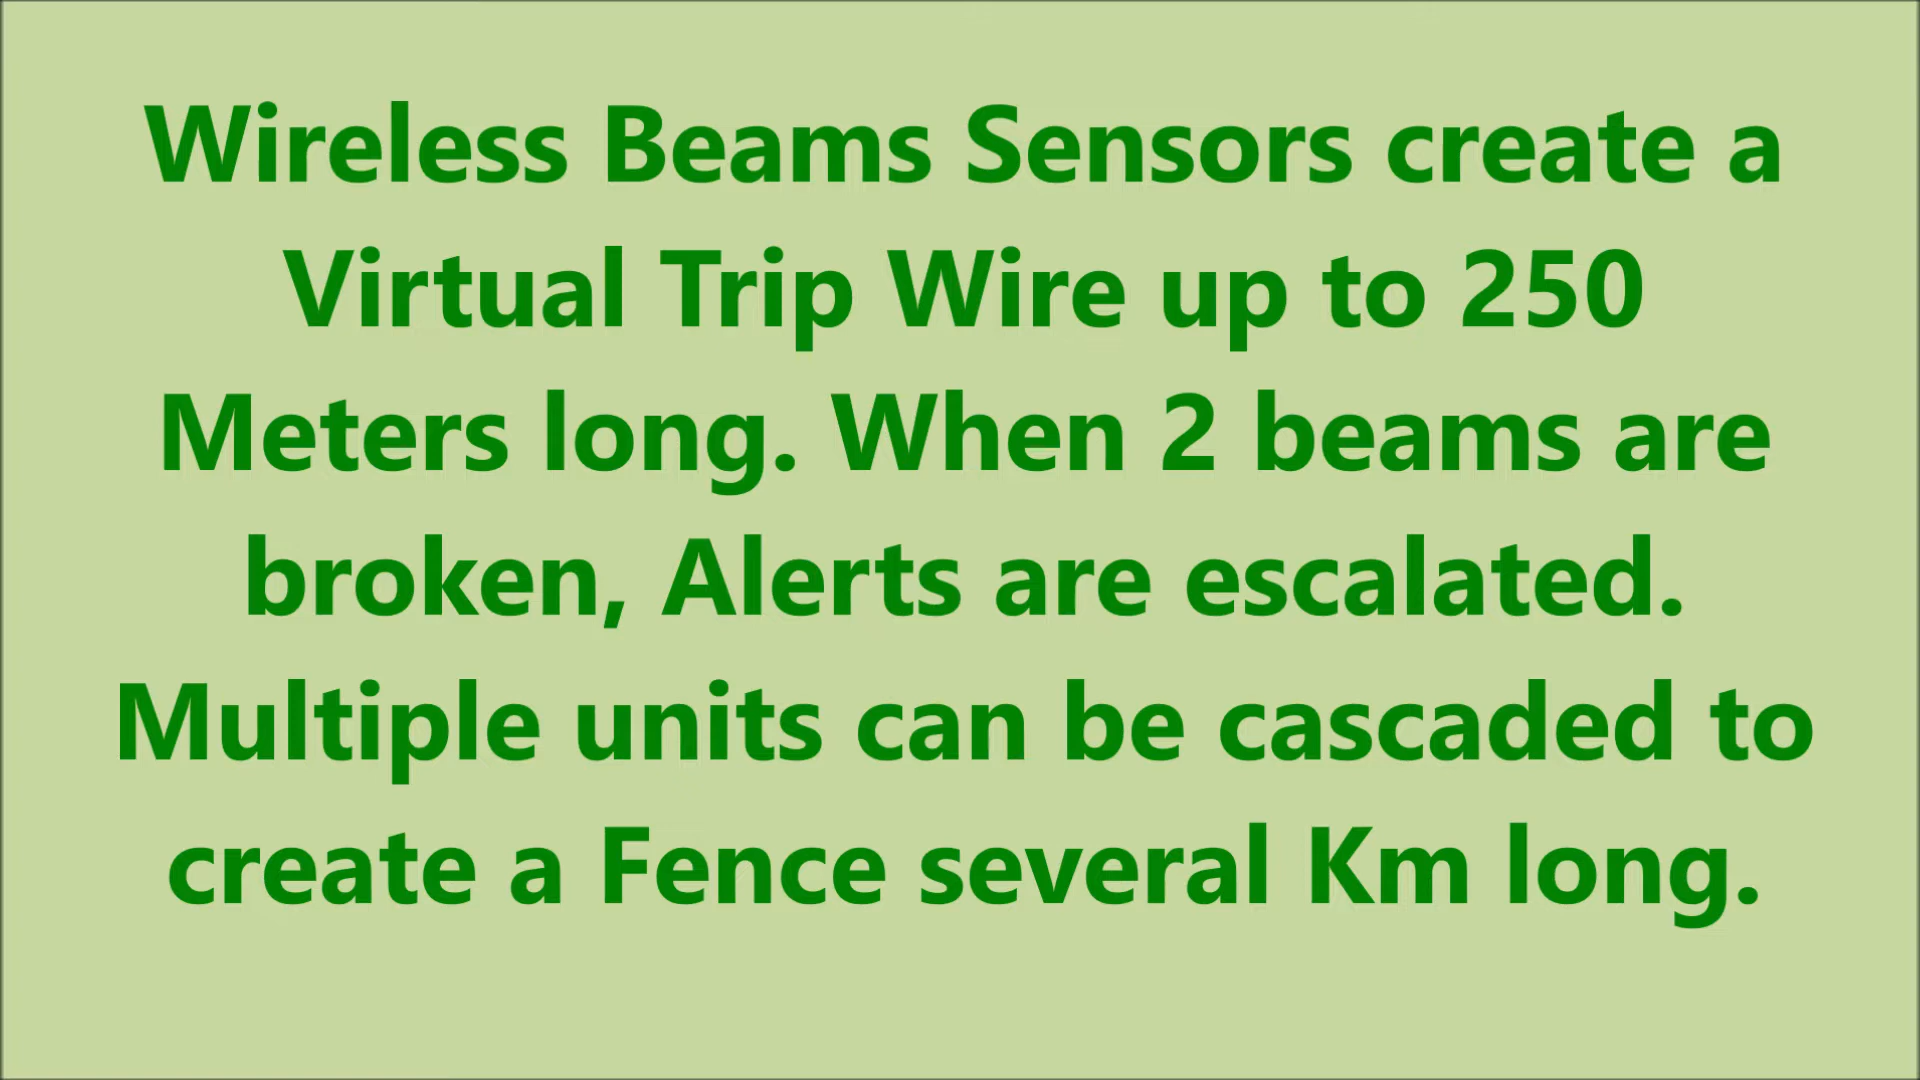 Wireless Beams Sensors create a
Virtual Trip Wire up to 250
Meters long. When 2 beams are
broken, Alerts are escalated.
Multiple units can be cascaded to
create a Fence several Km long.